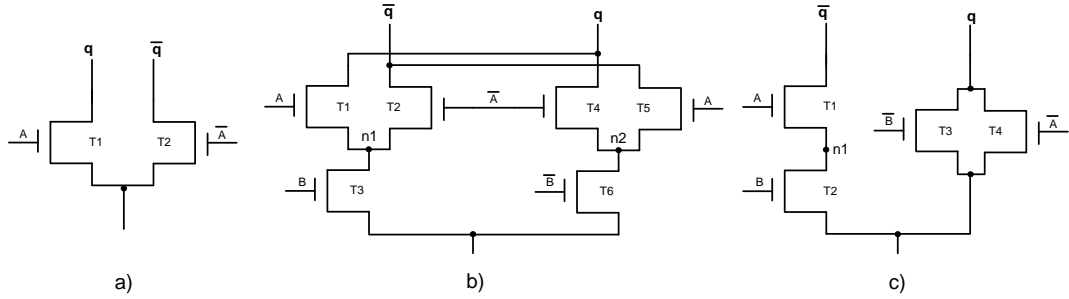 q q̅
A T1 T2 A̅
a)
q̅ q
A T1 T2 A̅ T4 T5 A
n1 n2
B T3 B̅ T6
b)
q̅ q
A T1 B̅ T3 T4 A̅
n1
B T2
c)